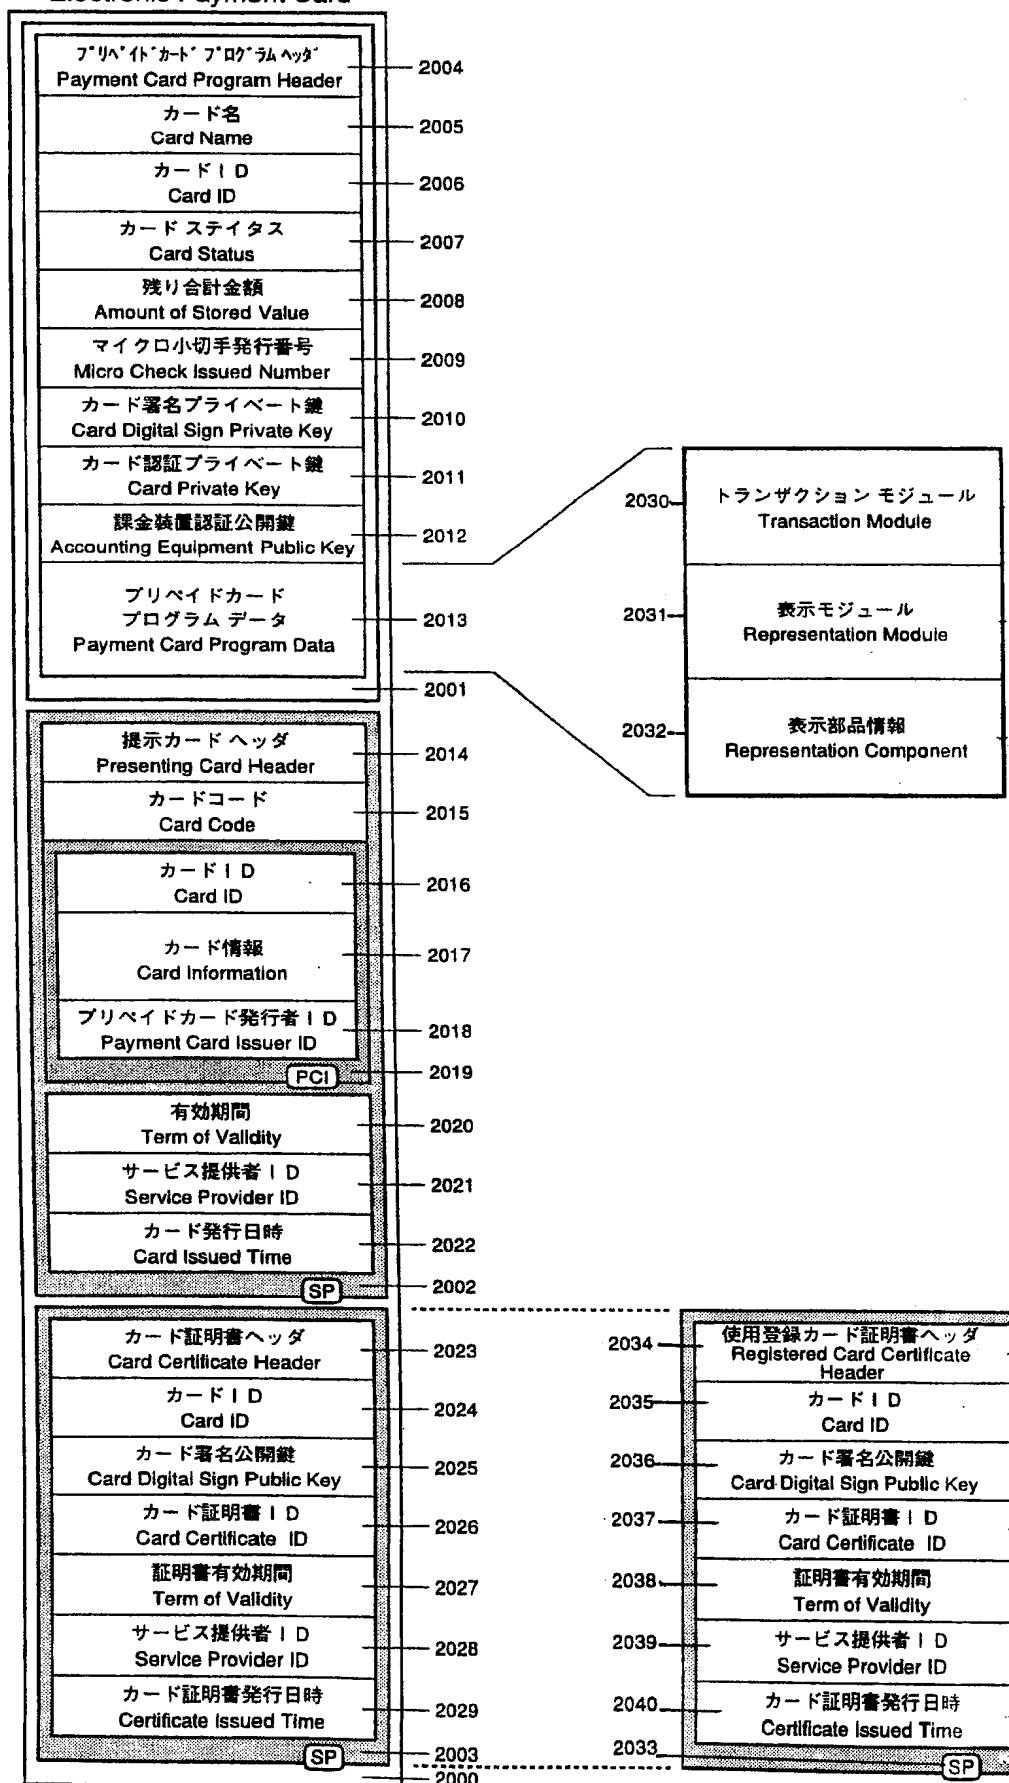 Electronic Payment Card
プリペイドカード プログラムヘッダ
Payment Card Program Header
2004
カード名
Card Name
2005
カードID
Card ID
2006
カード ステイタス
Card Status
2007
残り合計金額
Amount of Stored Value
2008
マイクロ小切手発行番号
Micro Check Issued Number
2009
カード署名プライベート鍵
Card Digital Sign Private Key
2010
カード認証プライベート鍵
Card Private Key
2011
課金装置認証公開鍵
Accounting Equipment Public Key
2012
プリペイドカード
プログラム データ
Payment Card Program Data
2013
2001
2030
トランザクション モジュール
Transaction Module
2031
表示モジュール
Representation Module
2032
表示部品情報
Representation Component
提示カード ヘッダ
Presenting Card Header
2014
カードコード
Card Code
2015
カードID
Card ID
2016
カード情報
Card Information
2017
プリペイドカード発行者ID
Payment Card Issuer ID
2018
PCI
2019
有効期間
Term of Validity
2020
サービス提供者ID
Service Provider ID
2021
カード発行日時
Card Issued Time
2022
SP
2002
カード証明書ヘッダ
Card Certificate Header
2023
カードID
Card ID
2024
カード署名公開鍵
Card Digital Sign Public Key
2025
カード証明書ID
Card Certificate ID
2026
証明書有効期間
Term of Validity
2027
サービス提供者ID
Service Provider ID
2028
カード証明書発行日時
Certificate Issued Time
2029
SP
2003
2000
2034
使用登録カード証明書ヘッダ
Registered Card Certificate
Header
2035
カードID
Card ID
2036
カード署名公開鍵
Card Digital Sign Public Key
2037
カード証明書ID
Card Certificate ID
2038
証明書有効期間
Term of Validity
2039
サービス提供者ID
Service Provider ID
2040
カード証明書発行日時
Certificate Issued Time
2033
SP